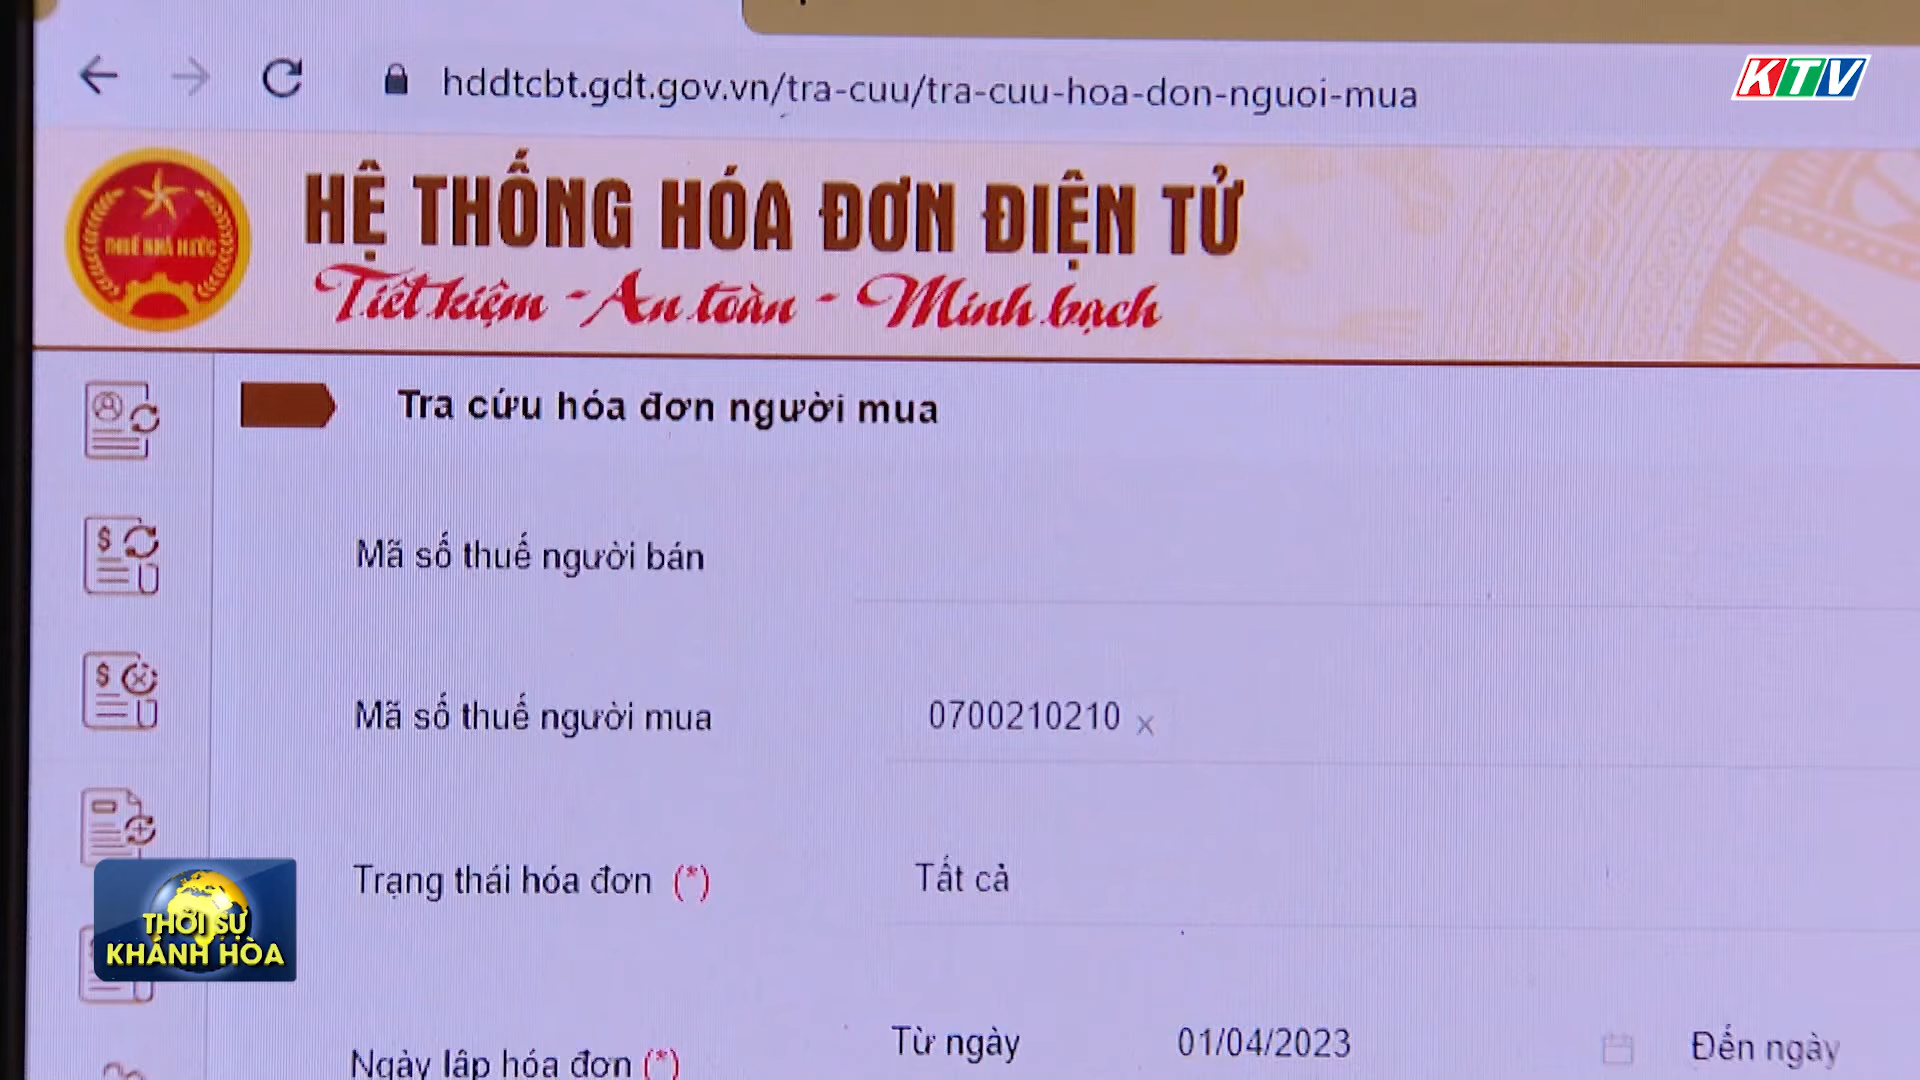 hddtcbt.gdt.gov.vn/tra-cuu/tra-cuu-hoa-don-nguoi-mua
KTV
THUẾ NHÀ NƯỚC
HỆ THỐNG HÓA ĐƠN ĐIỆN TỬ
Tiết kiệm - An toàn - Minh bạch
Tra cứu hóa đơn người mua
Mã số thuế người bán
Mã số thuế người mua 0700210210 x
Trạng thái hóa đơn (*) Tất cả
THỜI SỰ
KHÁNH HÒA
Ngày lập hóa đơn (*) Từ ngày 01/04/2023 Đến ngày